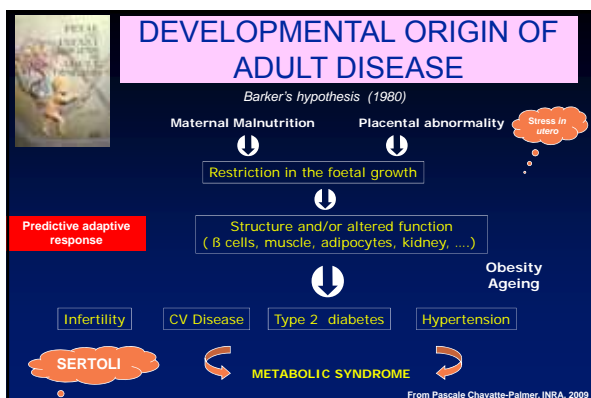 DEVELOPMENTAL ORIGIN OF
ADULT DISEASE
Barker's hypothesis (1980)
Maternal Malnutrition
Placental abnormality
Stress in
utero
Restriction in the foetal growth
Predictive adaptive
response
Structure and/or altered function
( ß cells, muscle, adipocytes, kidney, ....)
Obesity
Ageing
Infertility
CV Disease
Type 2 diabetes
Hypertension
SERTOLI
METABOLIC SYNDROME
From Pascale Chavatte-Palmer, INRA, 2009